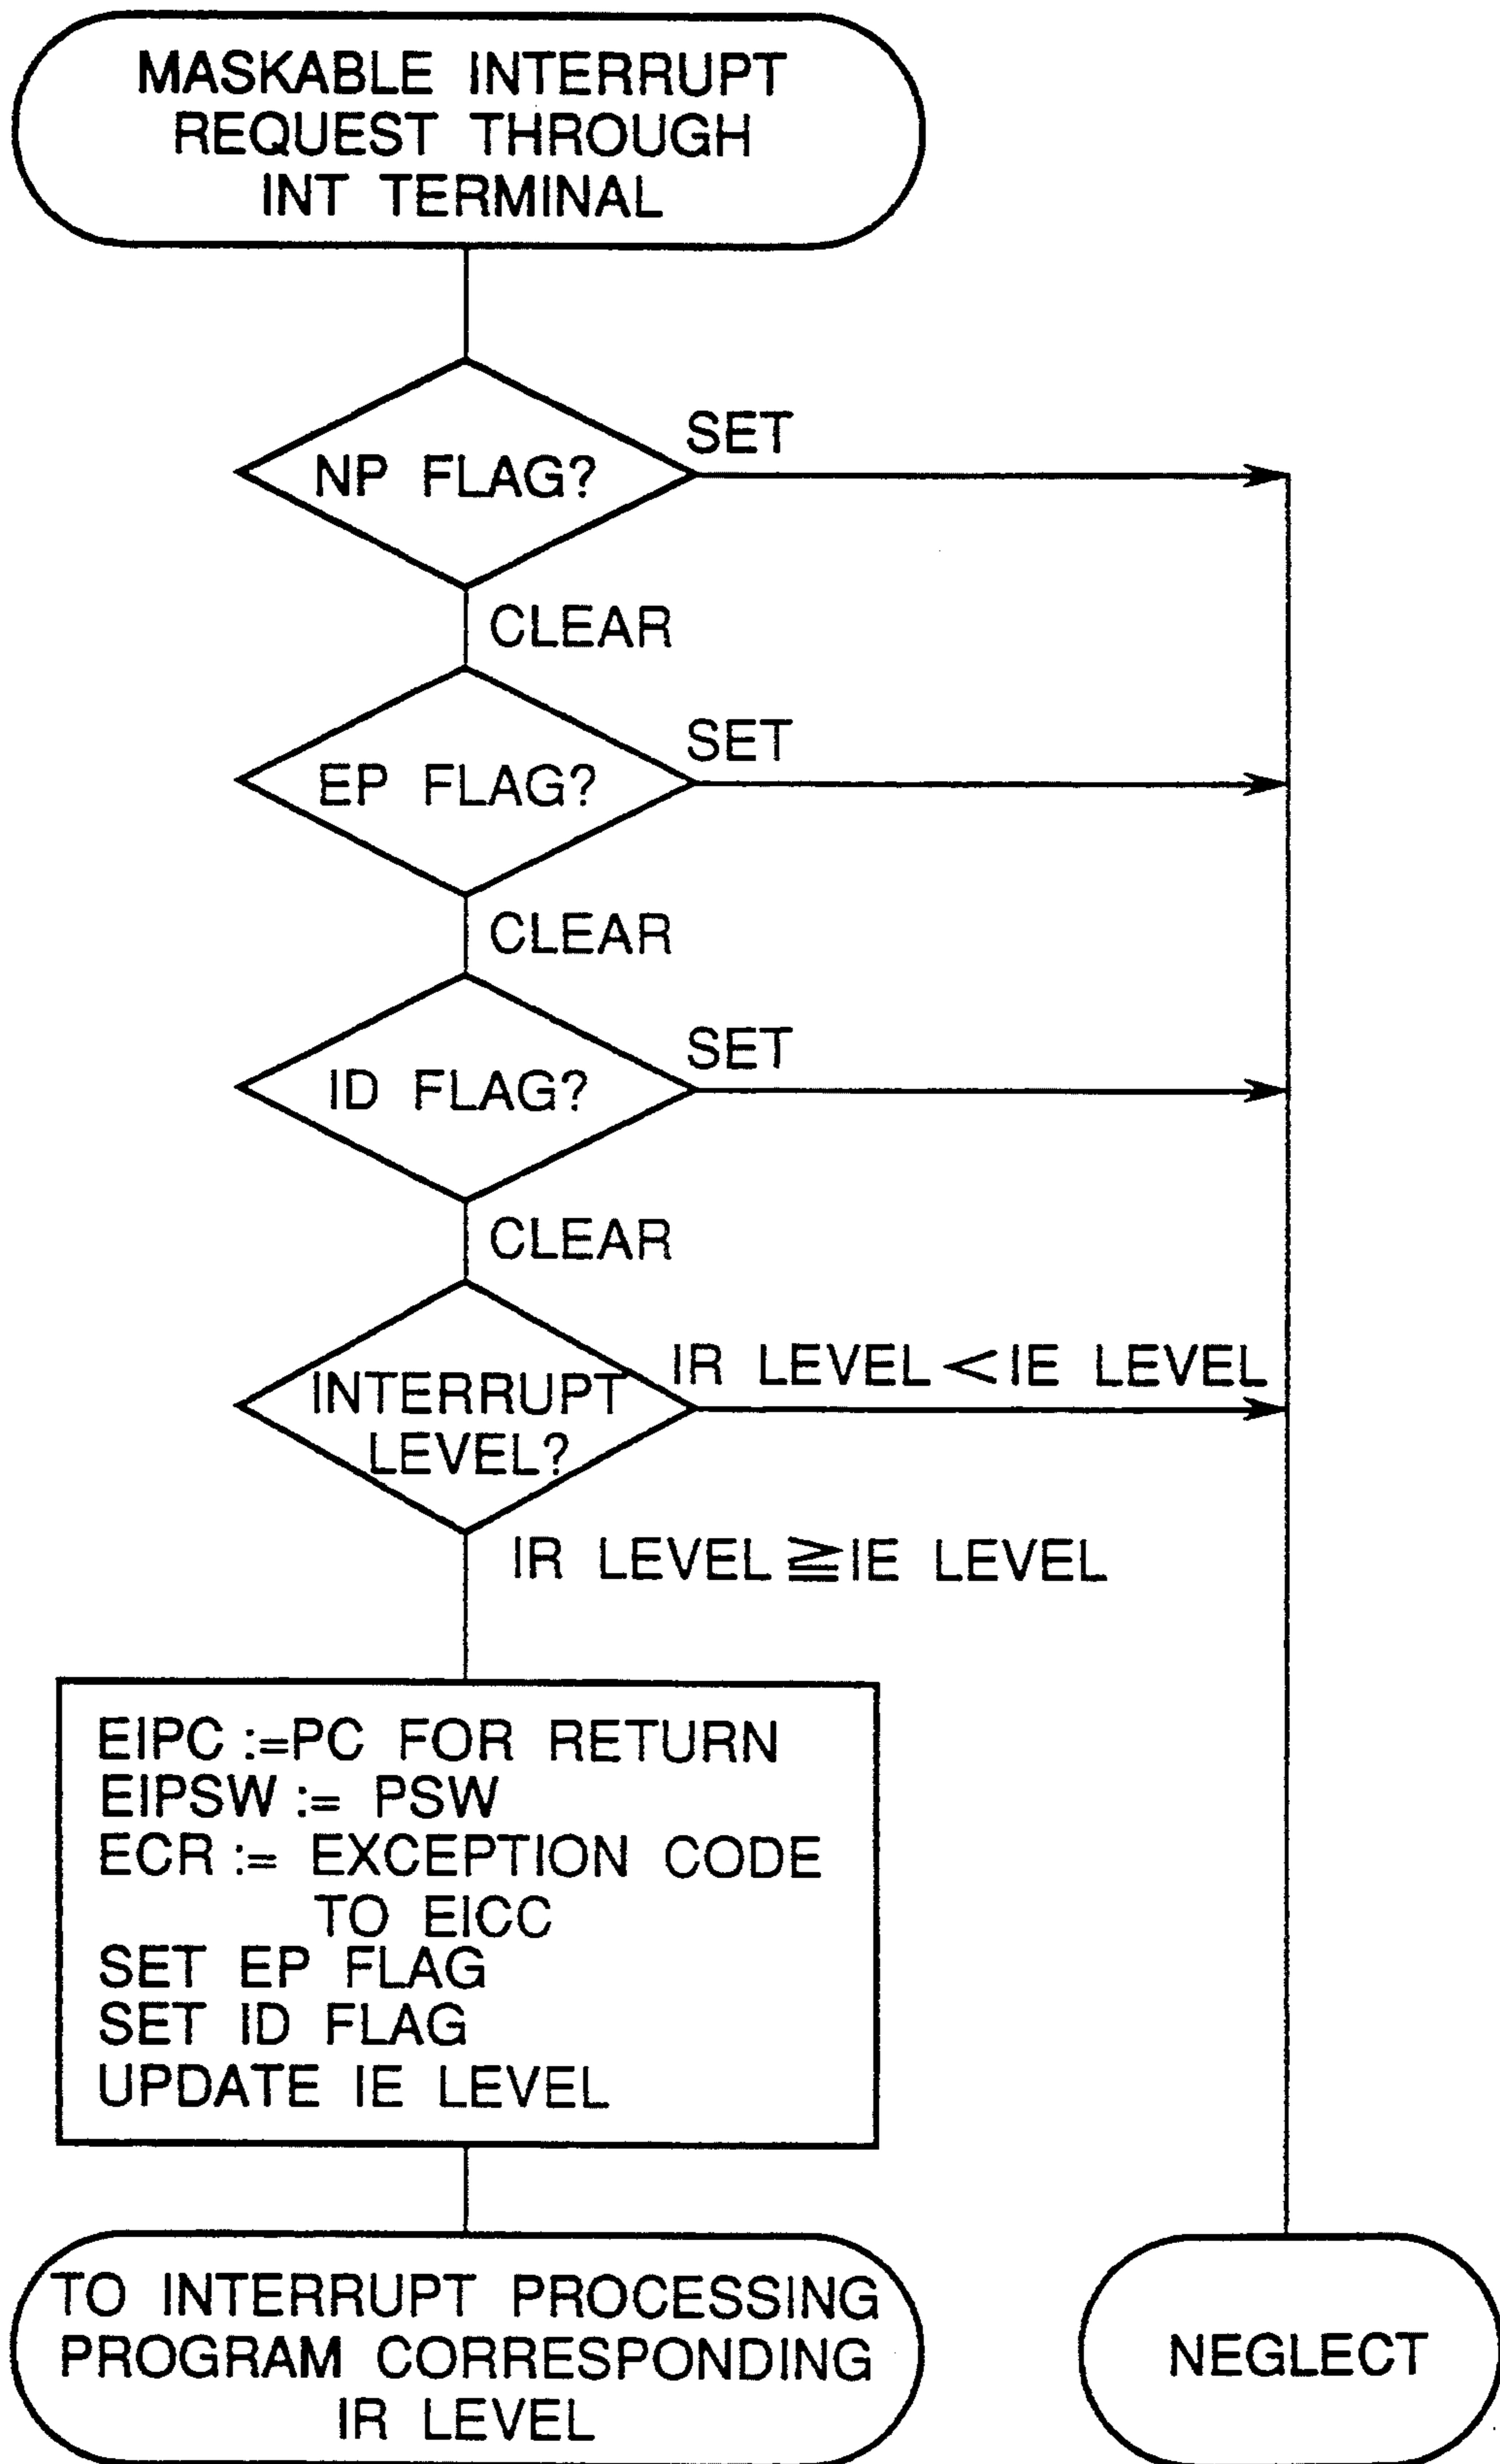 MASKABLE INTERRUPT
REQUEST THROUGH
INT TERMINAL
NP FLAG?
SET
CLEAR
EP FLAG?
SET
CLEAR
ID FLAG?
SET
CLEAR
INTERRUPT
LEVEL?
IR LEVEL < IE LEVEL
IR LEVEL ≧ IE LEVEL
EIPC :=PC FOR RETURN
EIPSW := PSW
ECR := EXCEPTION CODE
TO EICC
SET EP FLAG
SET ID FLAG
UPDATE IE LEVEL
TO INTERRUPT PROCESSING
PROGRAM CORRESPONDING
IR LEVEL
NEGLECT